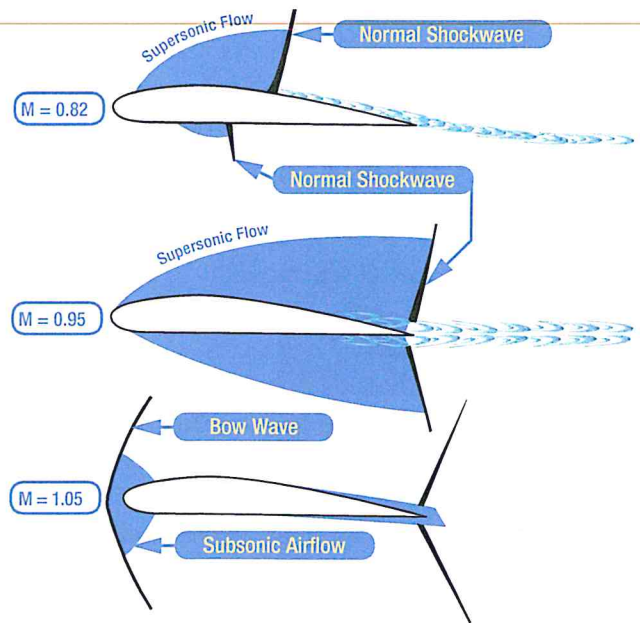 Supersonic Flow
Normal Shockwave
M = 0.82
Normal Shockwave
Supersonic Flow
M = 0.95
Bow Wave
M = 1.05
Subsonic Airflow